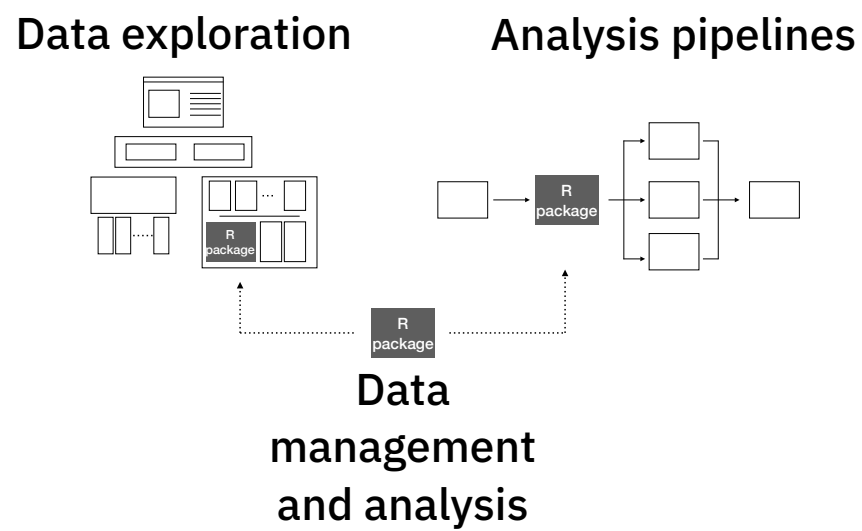 Data exploration
Analysis pipelines
...
R
package
......
R
package
R
package
Data
management
and analysis